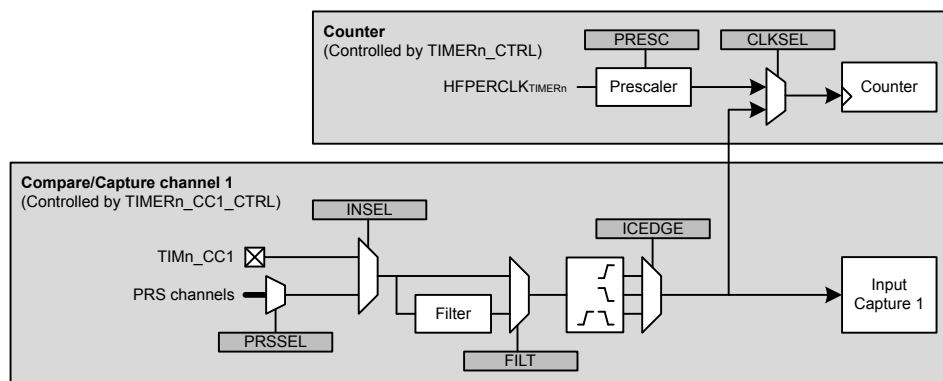 Counter
(Controlled by TIMERn_CTRL)
PRESC
CLKSEL
HFPERCLKTIMERn
Prescaler
Counter
Compare/Capture channel 1
(Controlled by TIMERn_CC1_CTRL)
INSEL
ICEDGE
TIMn_CC1
PRS channels
Filter
Input
Capture 1
PRSSEL
FILT